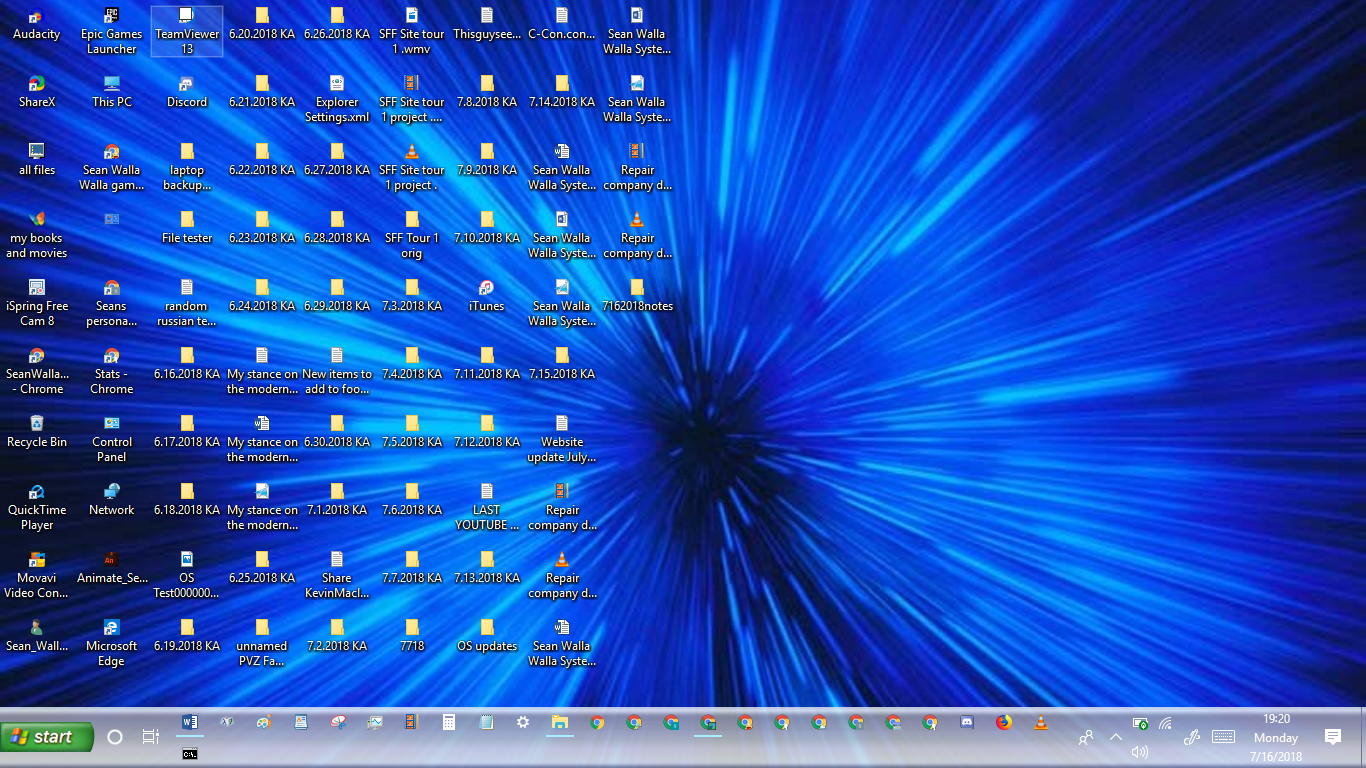 Audacity
Epic Games
Launcher
TeamViewer
13
6.20.2018 KA
6.26.2018 KA
SFF Site tour
1 .wmv
Thisguysee...
C-Con.con...
Sean Walla
Walla Syste...
ShareX
This PC
Discord
6.21.2018 KA
Explorer
Settings.xml
SFF Site tour
1 project ....
7.8.2018 KA
7.14.2018 KA
Sean Walla
Walla Syste...
all files
Sean Walla
Walla gam...
laptop
backup...
6.22.2018 KA
6.27.2018 KA
SFF Site tour
1 project .
7.9.2018 KA
Sean Walla
Walla Syste...
Repair
company d...
my books
and movies
File tester
6.23.2018 KA
6.28.2018 KA
SFF Tour 1
orig
7.10.2018 KA
Sean Walla
Walla Syste...
Repair
company d...
iSpring Free
Cam 8
Seans
persona...
random
russian te...
6.24.2018 KA
6.29.2018 KA
7.3.2018 KA
iTunes
Sean Walla
Walla Syste...
7162018notes
SeanWalla...
- Chrome
Stats -
Chrome
6.16.2018 KA
My stance on
the modern...
New items to
add to foo...
7.4.2018 KA
7.11.2018 KA
7.15.2018 KA
Recycle Bin
Control
Panel
6.17.2018 KA
My stance on
the modern...
6.30.2018 KA
7.5.2018 KA
7.12.2018 KA
Website
update July...
QuickTime
Player
Network
6.18.2018 KA
My stance on
the modern...
7.1.2018 KA
7.6.2018 KA
LAST
YOUTUBE ...
Repair
company d...
Movavi
Video Con...
Animate_Se...
OS
Test000000...
6.25.2018 KA
Share
KevinMacl...
7.7.2018 KA
7.13.2018 KA
Repair
company d...
Sean_Wall...
Microsoft
Edge
6.19.2018 KA
unnamed
PVZ Fa...
7.2.2018 KA
7718
OS updates
Sean Walla
Walla Syste...
start
19:20
Monday
7/16/2018